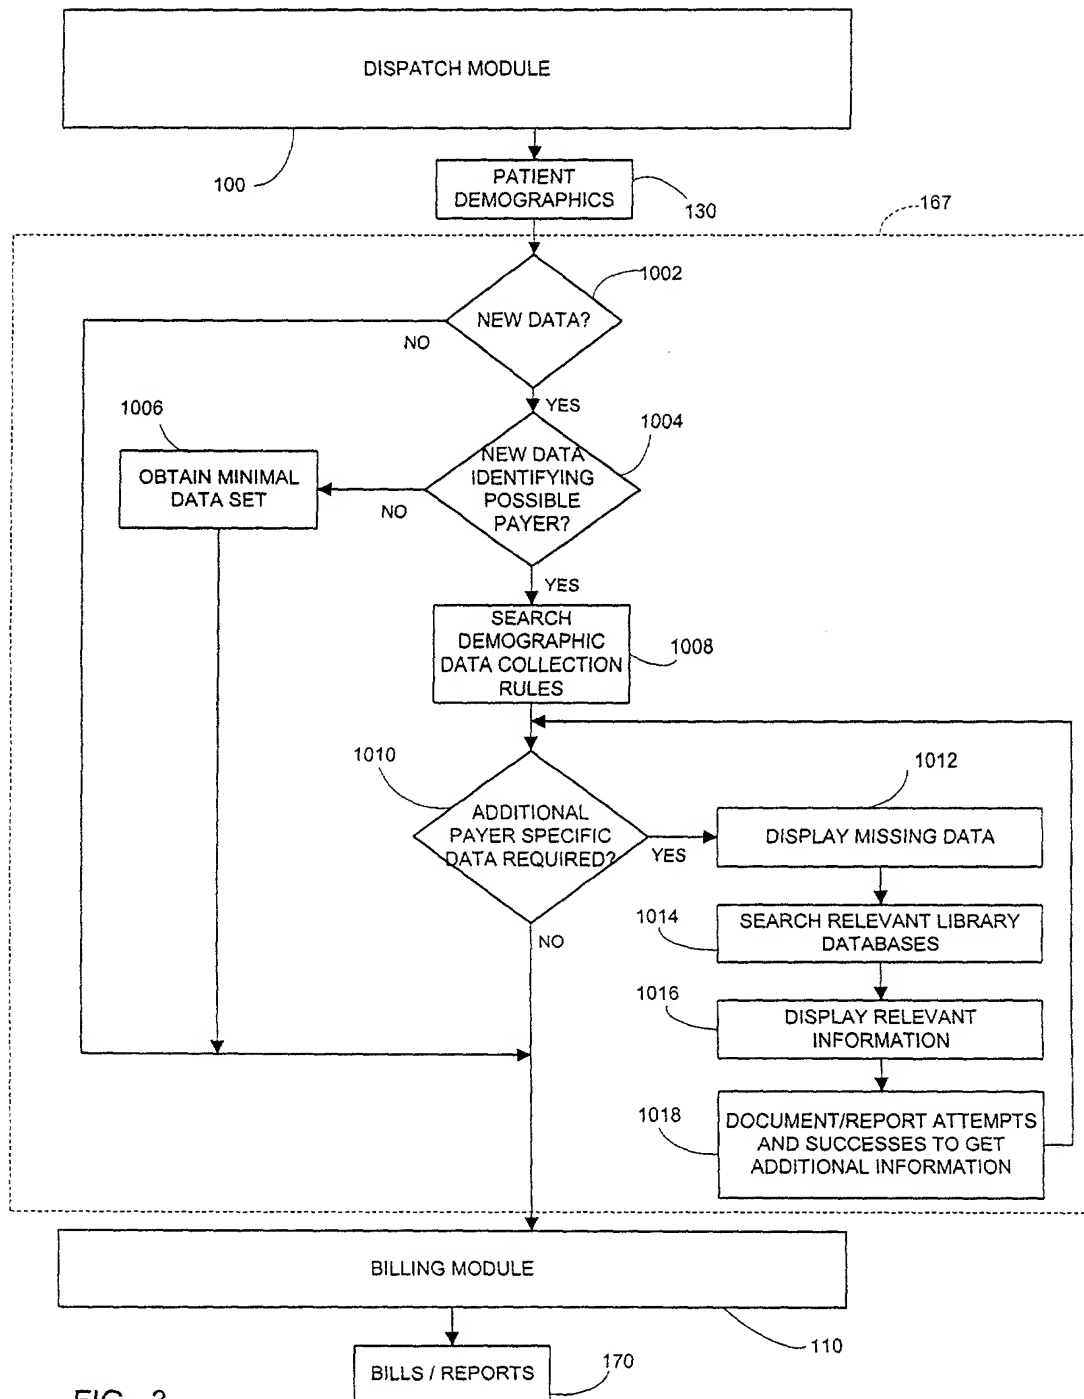 DISPATCH MODULE
100
PATIENT
DEMOGRAPHICS
130
167
1002
NEW DATA?
NO
YES
1006
1004
OBTAIN MINIMAL
DATA SET
NEW DATA
IDENTIFYING
POSSIBLE
PAYER?
NO
YES
SEARCH
DEMOGRAPHIC
DATA COLLECTION
RULES
1008
1010
ADDITIONAL
PAYER SPECIFIC
DATA REQUIRED?
YES
NO
1012
DISPLAY MISSING DATA
1014
SEARCH RELEVANT LIBRARY
DATABASES
1016
DISPLAY RELEVANT
INFORMATION
1018
DOCUMENT/REPORT ATTEMPTS
AND SUCCESSES TO GET
ADDITIONAL INFORMATION
BILLING MODULE
110
BILLS / REPORTS
170